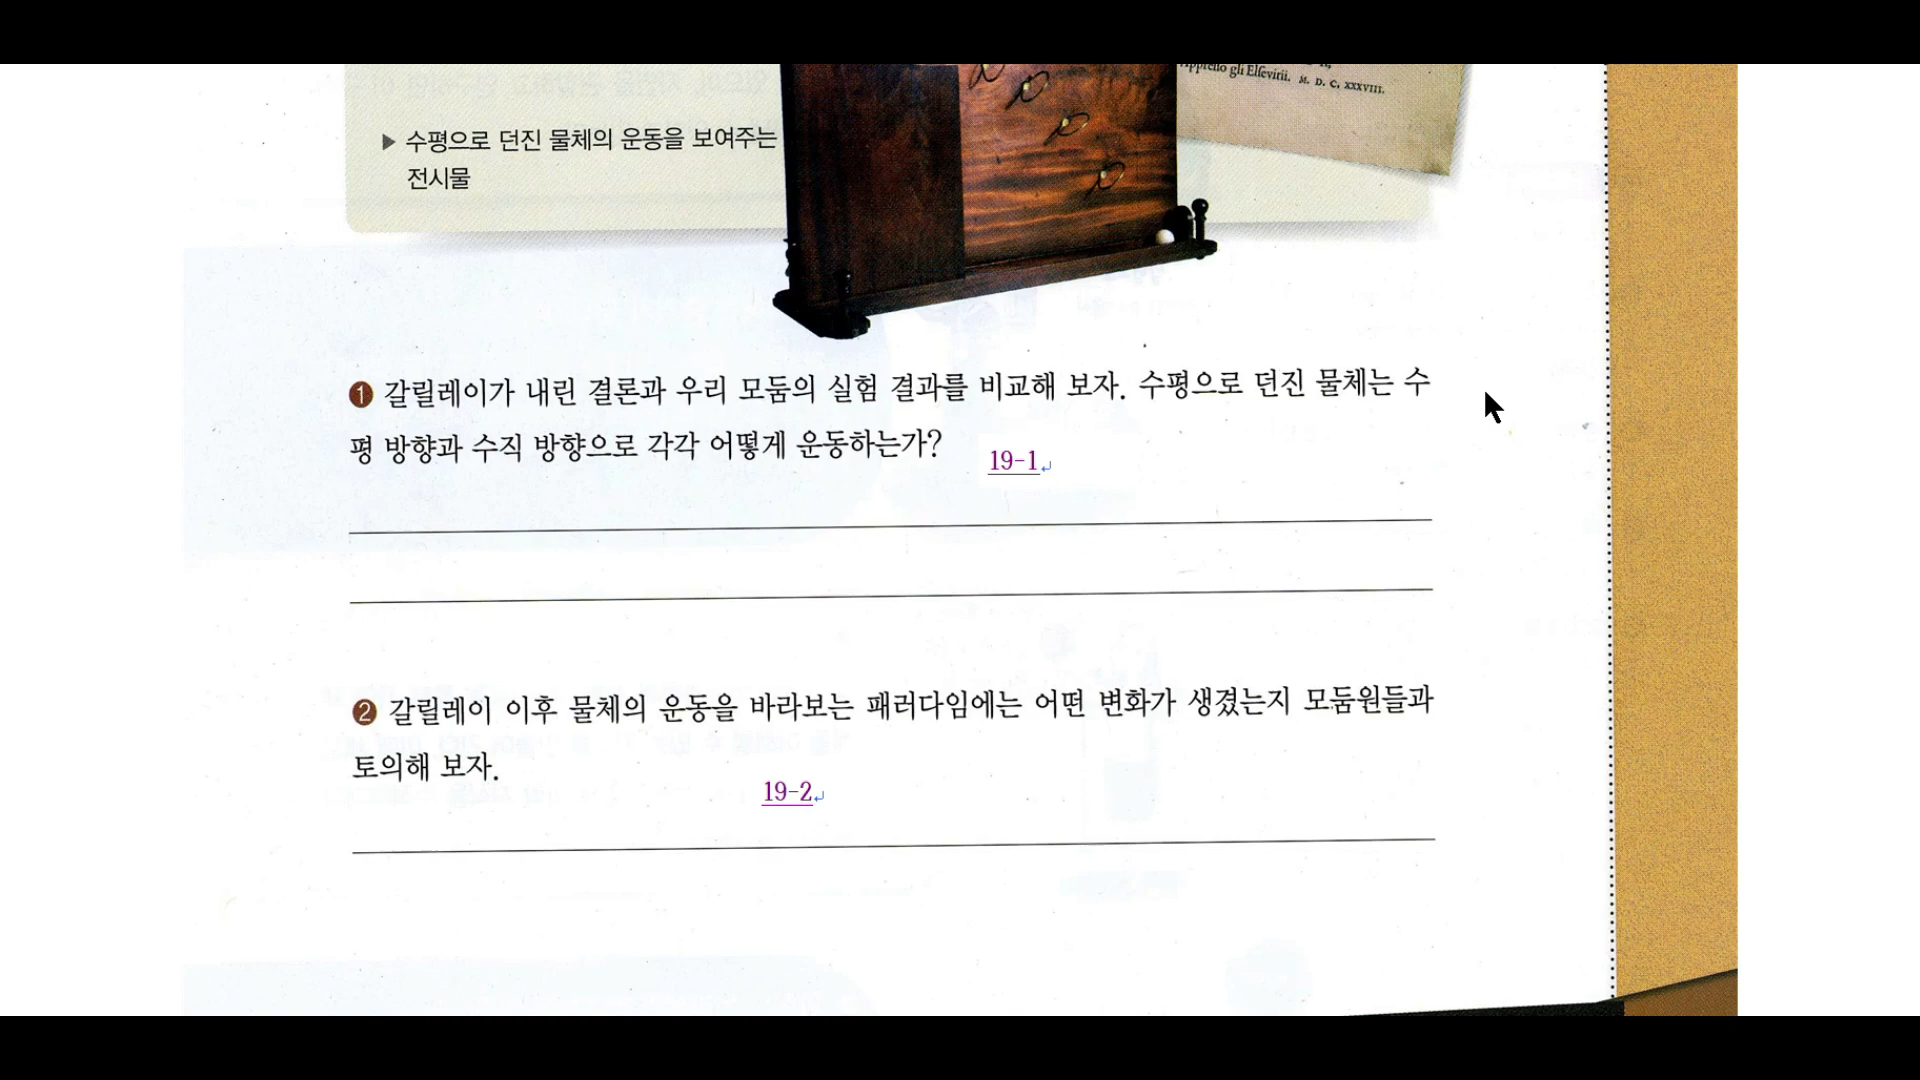 Appresso gli Elsevirii. M. D. C. XXXVIII.
▶ 수평으로 던진 물체의 운동을 보여주는
전시물
❶ 갈릴레이가 내린 결론과 우리 모둠의 실험 결과를 비교해 보자. 수평으로 던진 물체는 수
평 방향과 수직 방향으로 각각 어떻게 운동하는가?
19-1
❷ 갈릴레이 이후 물체의 운동을 바라보는 패러다임에는 어떤 변화가 생겼는지 모둠원들과
토의해 보자.
19-2